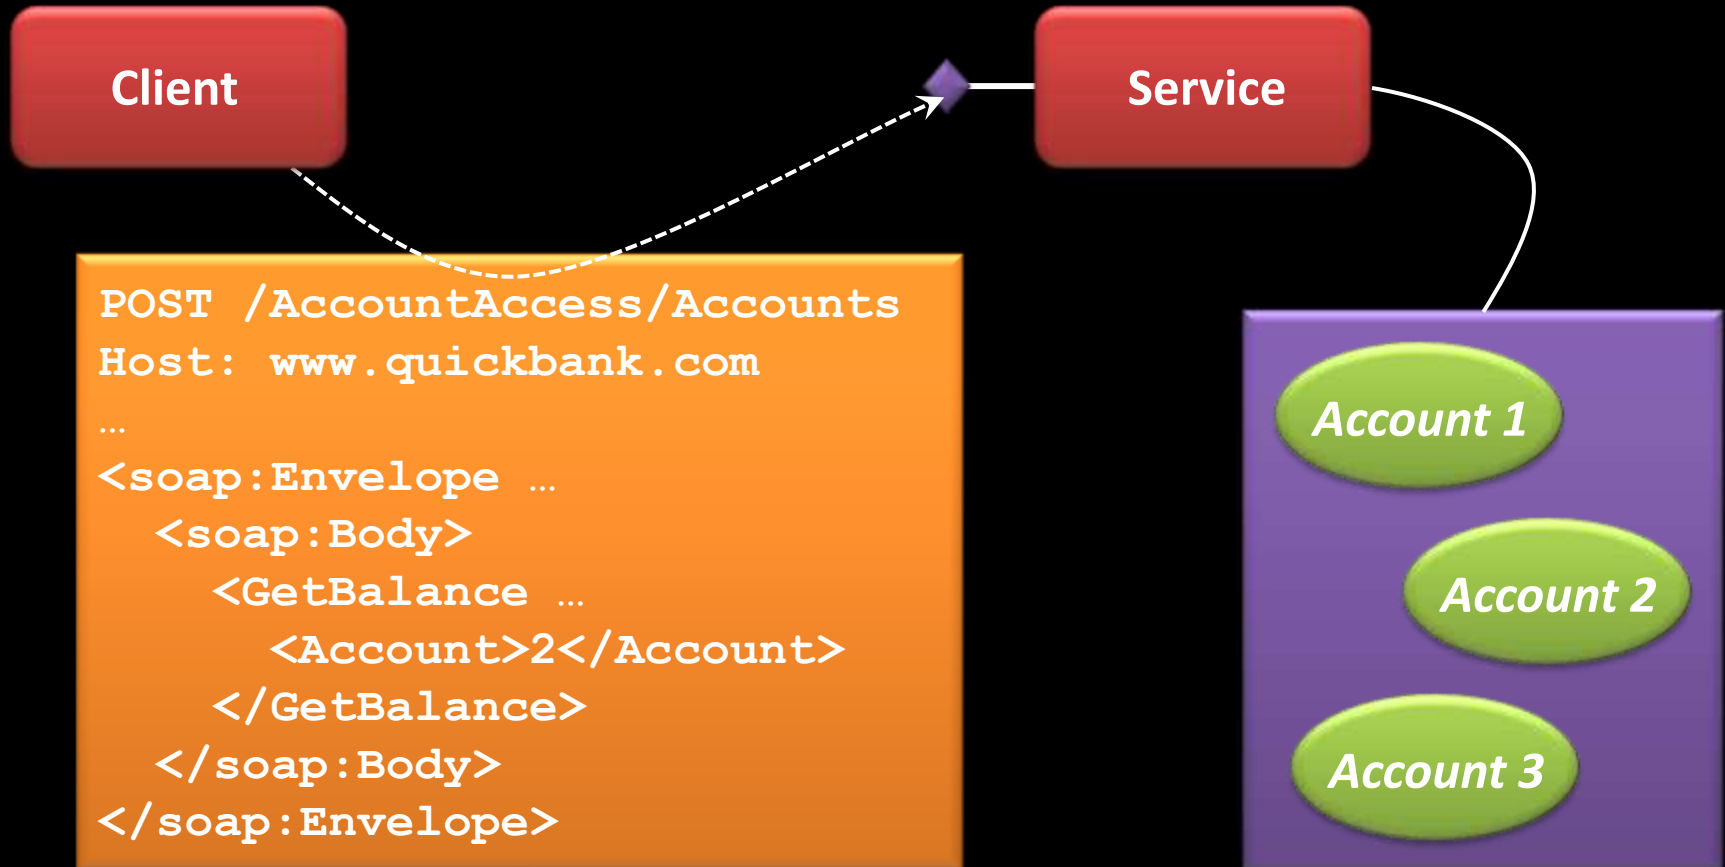 Client
Service
POST /AccountAccess/Accounts
Host: www.quickbank.com
…
<soap:Envelope …
  <soap:Body>
    <GetBalance …
      <Account>2</Account>
    </GetBalance>
  </soap:Body>
</soap:Envelope>
Account 1
Account 2
Account 3